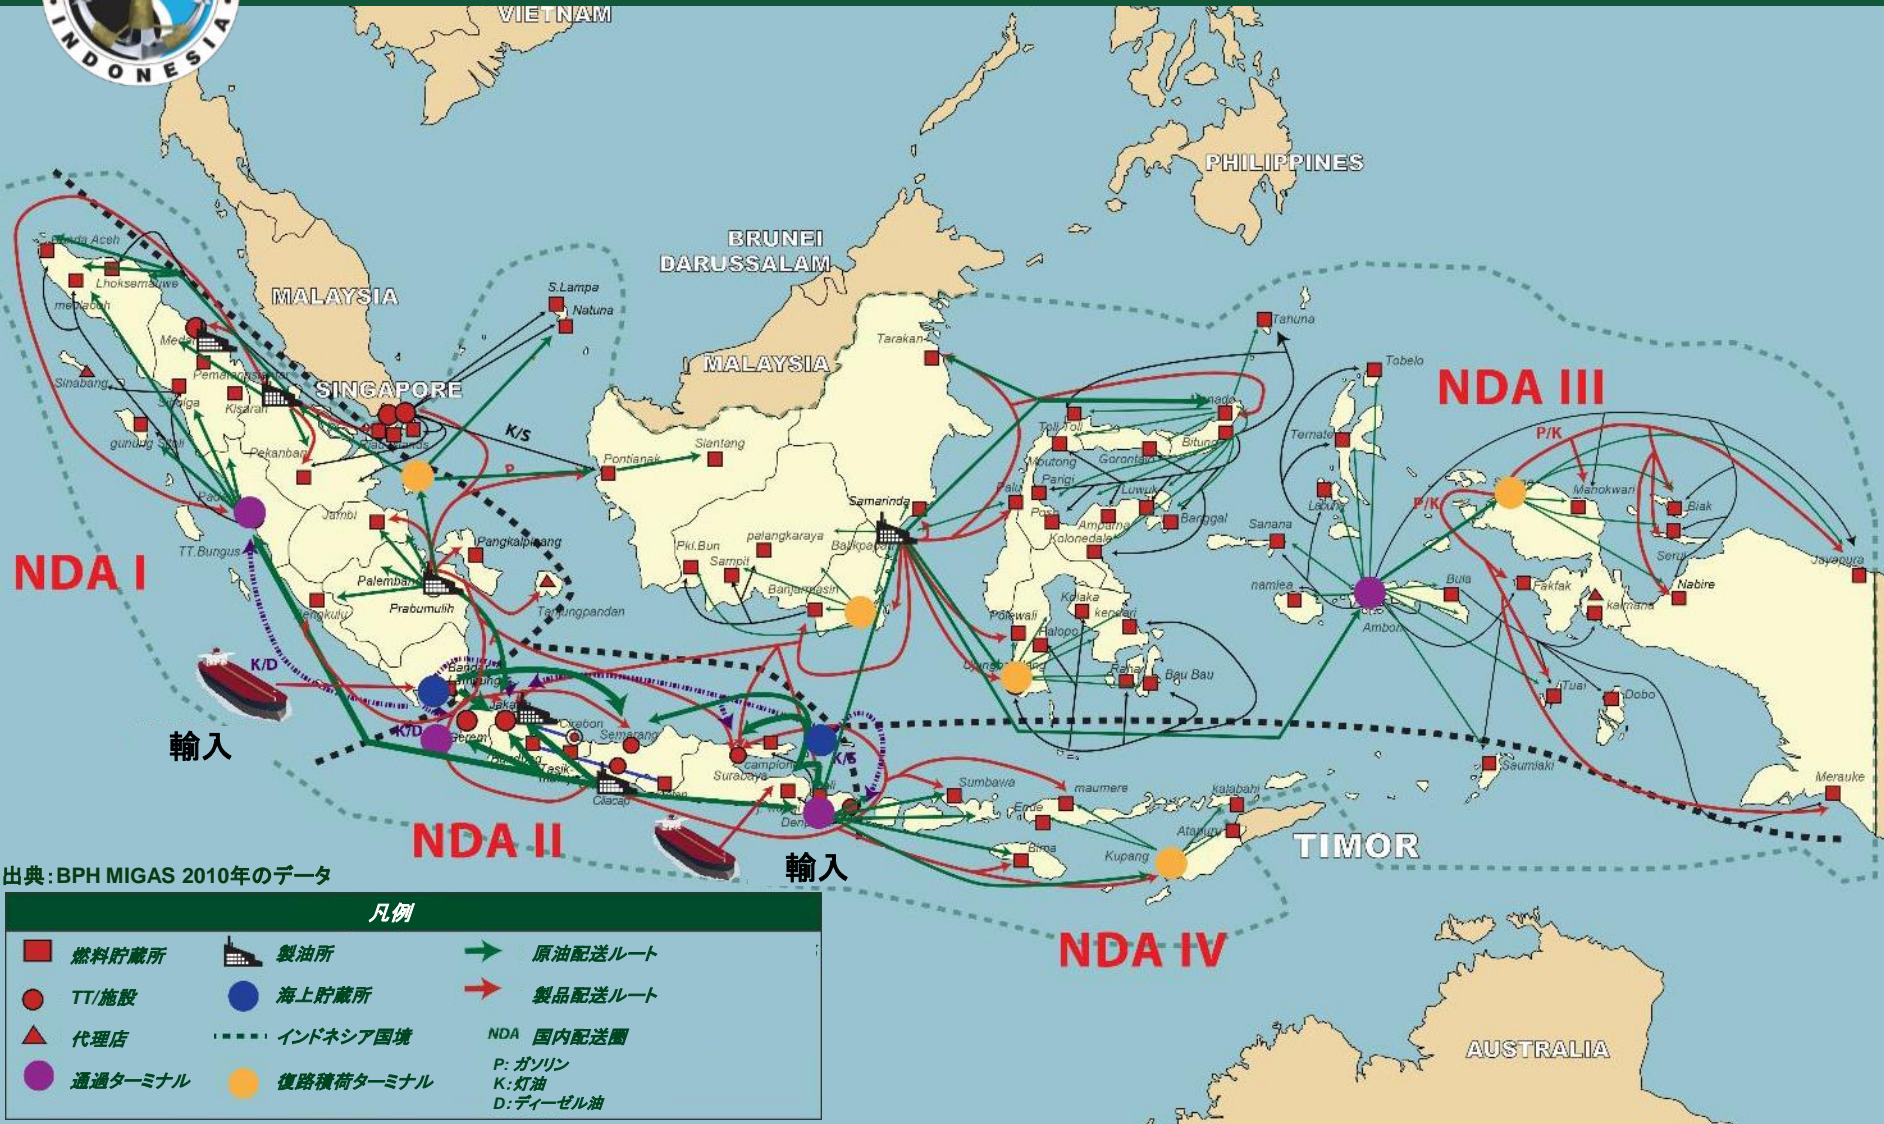 INDONESIA
VIETNAM
PHILIPPINES
BRUNEI
DARUSSALAM
MALAYSIA
MALAYSIA
SINGAPORE
Lhokseumawe
Sinabang
Kisaran
Pekanbaru
Jambi
TT.Bungus
NDA I
S.Lampa
Natuna
K/S
P
Pontianak
Siantang
Tarakan
Samarinda
palangkaraya
Pkl.Bun
Sampit
Banjarmasin
Pangkalpinang
Palembang
Prabumulih
Tanjungpandan
K/D
輸入
K/D
Cirebon
Semarang
Surabaya
Cilacap
K/S
NDA II
輸入
Tahuna
Tobelo
NDA III
Toli Toli
Bitung
Moutong
Gorontalo
Parigi
Palu
Luwuk
Poso
Ampana
Banggai
Kolonedale
Ternate
Labuha
Sanana
namlea
Bula
Ambon
P/K
P/K
Manokwari
Biak
Serui
Nabire
Jayapura
Fakfak
kaimana
Polewali
Kolaka
kendari
Palopo
Raha
Bau Bau
Tual
Dobo
Saumlaki
Merauke
Sumbawa
maumere
kalabahi
Ende
Bima
Atapupu
Kupang
TIMOR
NDA IV
AUSTRALIA
出典：BPH MIGAS 2010年のデータ
凡例
燃料貯蔵所
製油所
原油配送ルート
TT/施設
海上貯蔵所
製品配送ルート
代理店
インドネシア国境
NDA 国内配送圏
通過ターミナル
復路積荷ターミナル
P: ガソリン
K:灯油
D:ディーゼル油